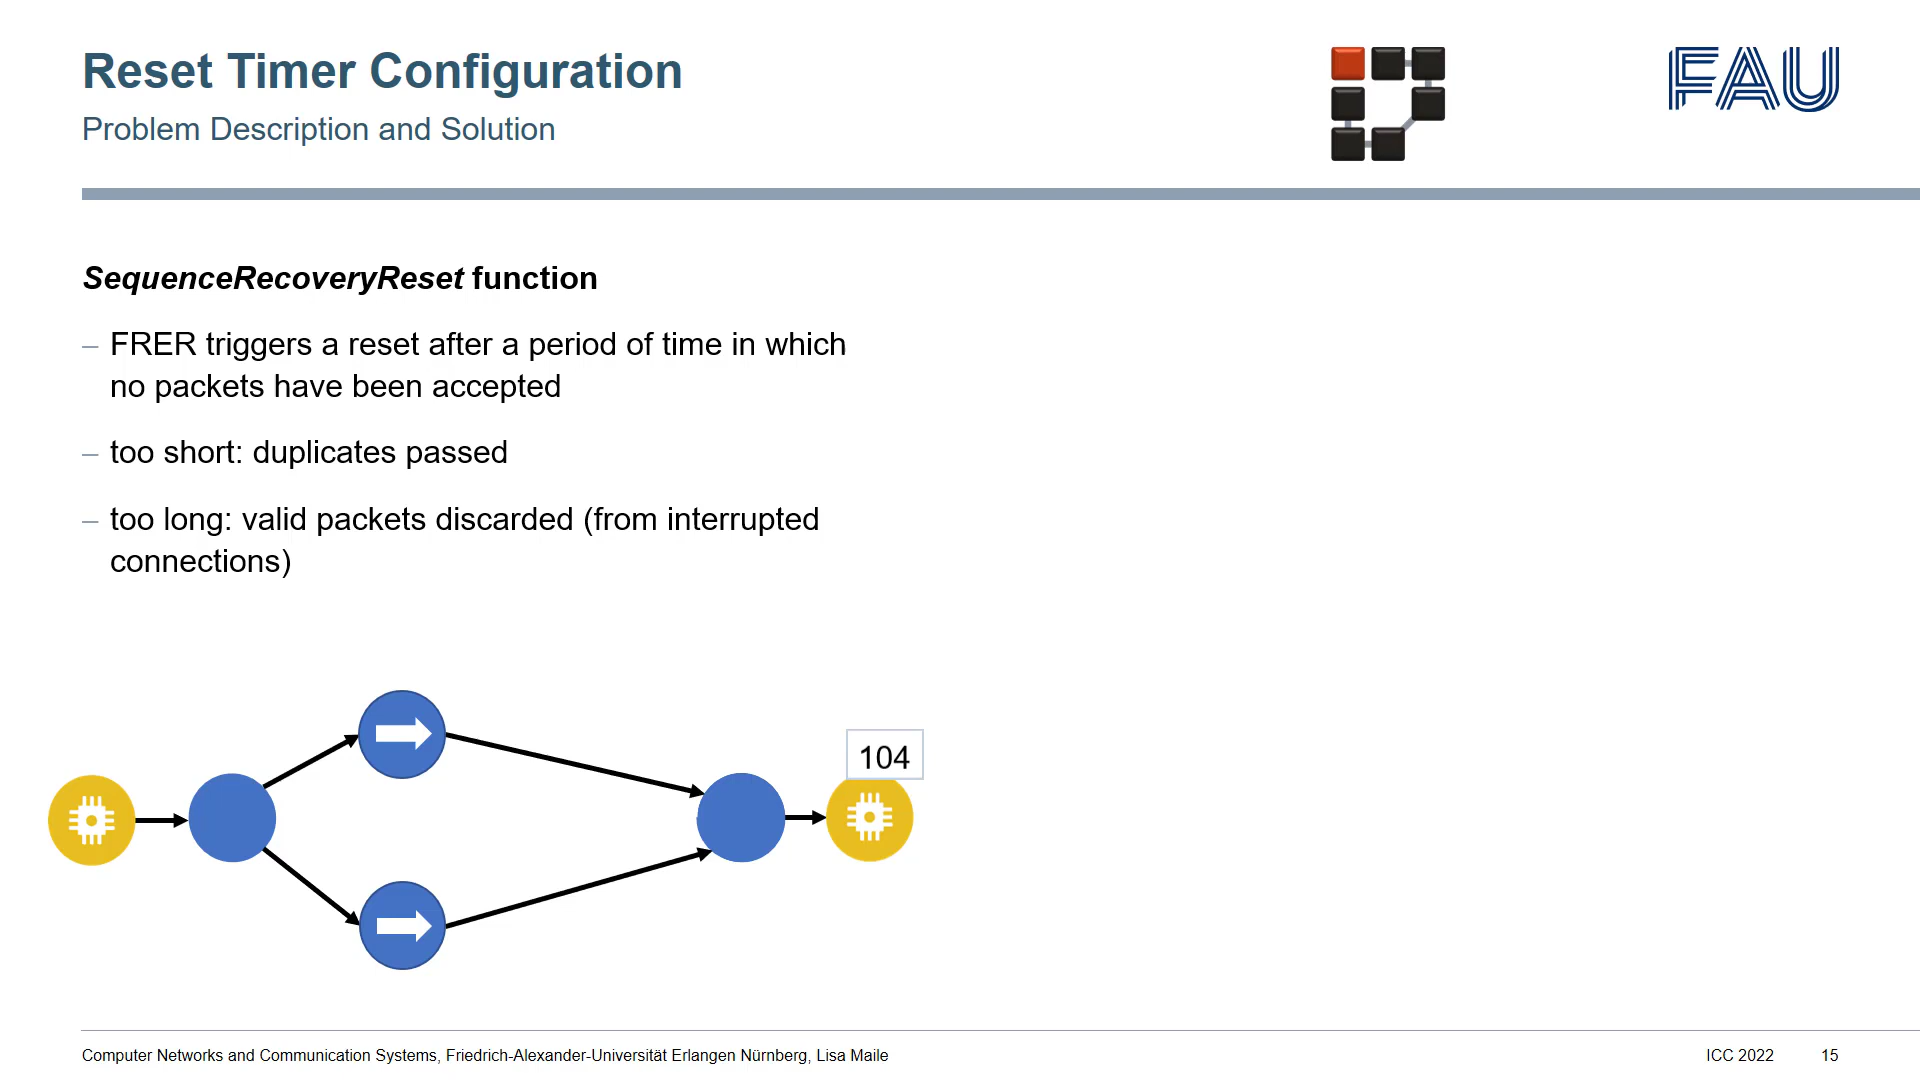 Reset Timer Configuration
Problem Description and Solution
FAU
SequenceRecoveryReset function
– FRER triggers a reset after a period of time in which
no packets have been accepted
– too short: duplicates passed
– too long: valid packets discarded (from interrupted
connections)
104
Computer Networks and Communication Systems, Friedrich-Alexander-Universität Erlangen Nürnberg, Lisa Maile
ICC 2022 15